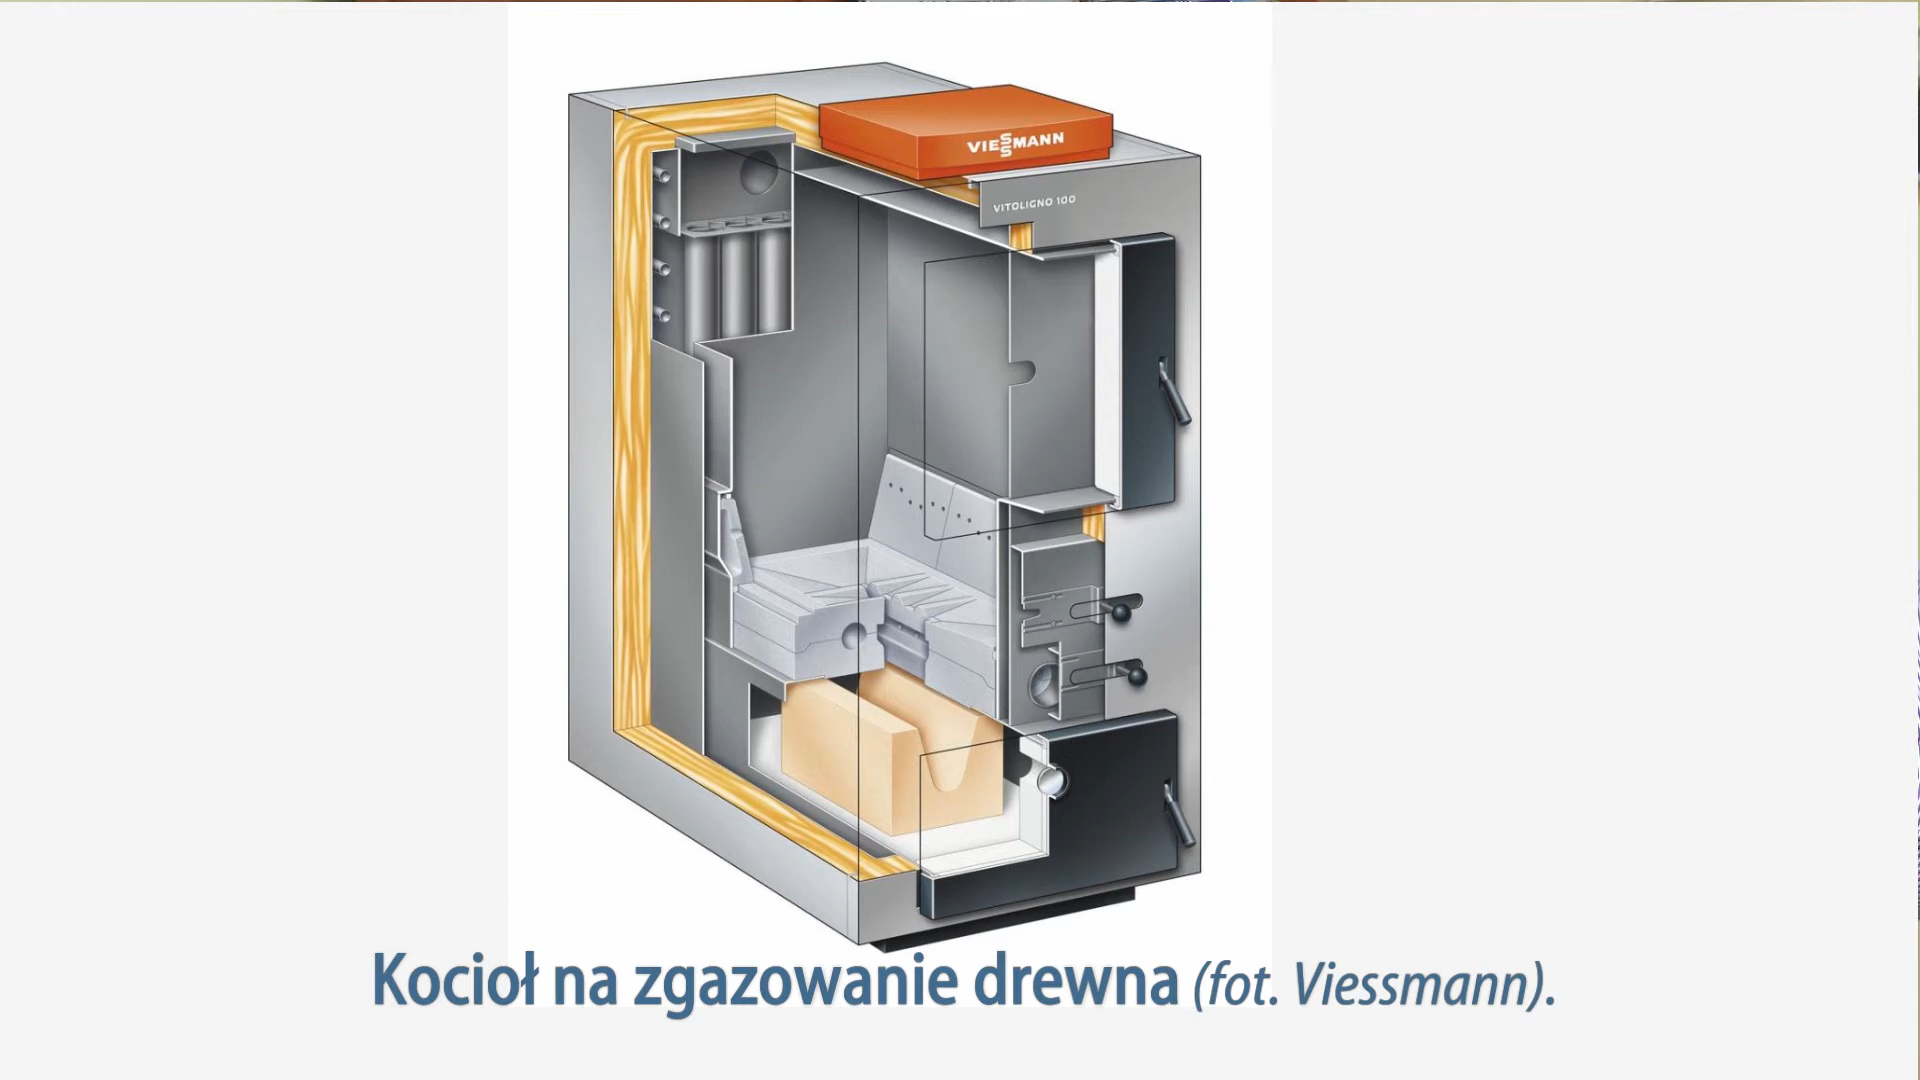 VIESSMANN
VITOLIGNO 100
Kocioł na zgazowanie drewna (fot. Viessmann).